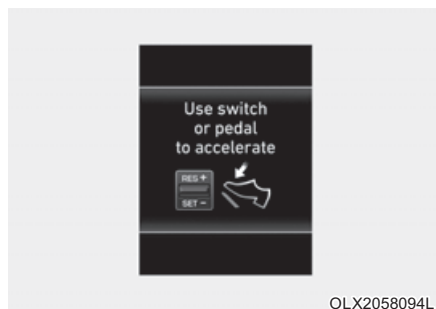 Use switch
or pedal
to accelerate
RES +
SET -
OLX2058094L